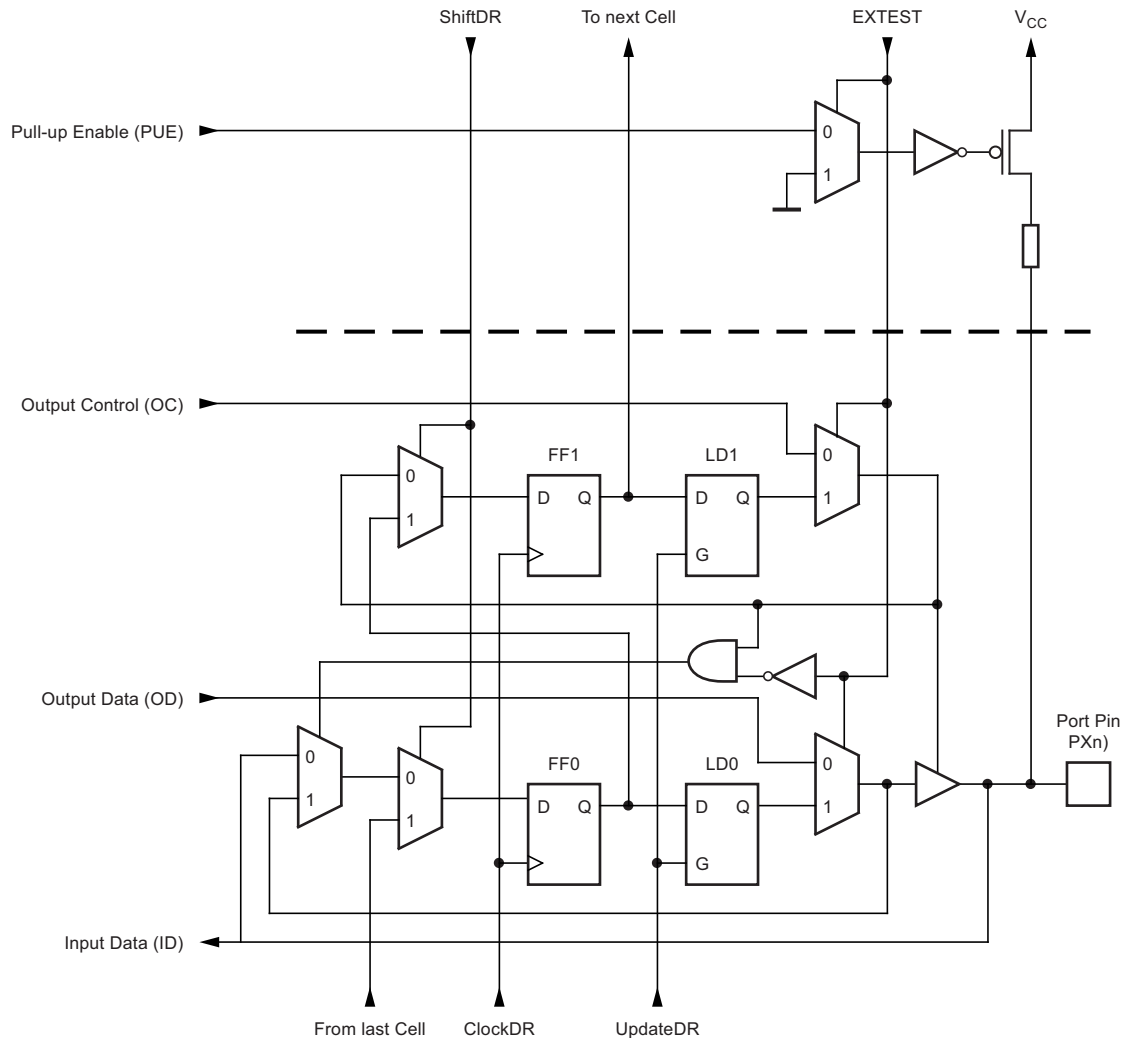 ShiftDR
To next Cell
EXTEST
VCC
Pull-up Enable (PUE)
0
1
Output Control (OC)
FF1
LD1
0
0
D
Q
D
Q
1
1
G
Output Data (OD)
Port Pin
PXn)
FF0
LD0
0
0
0
D
Q
D
Q
1
1
1
G
Input Data (ID)
From last Cell
ClockDR
UpdateDR